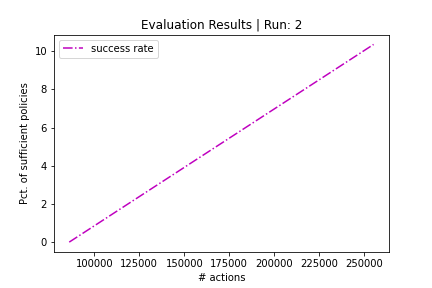 Evaluation Results | Run: 2
success rate
Pct. of sufficient policies
10
8
6
4
2
0
100000 125000 150000 175000 200000 225000 250000
# actions